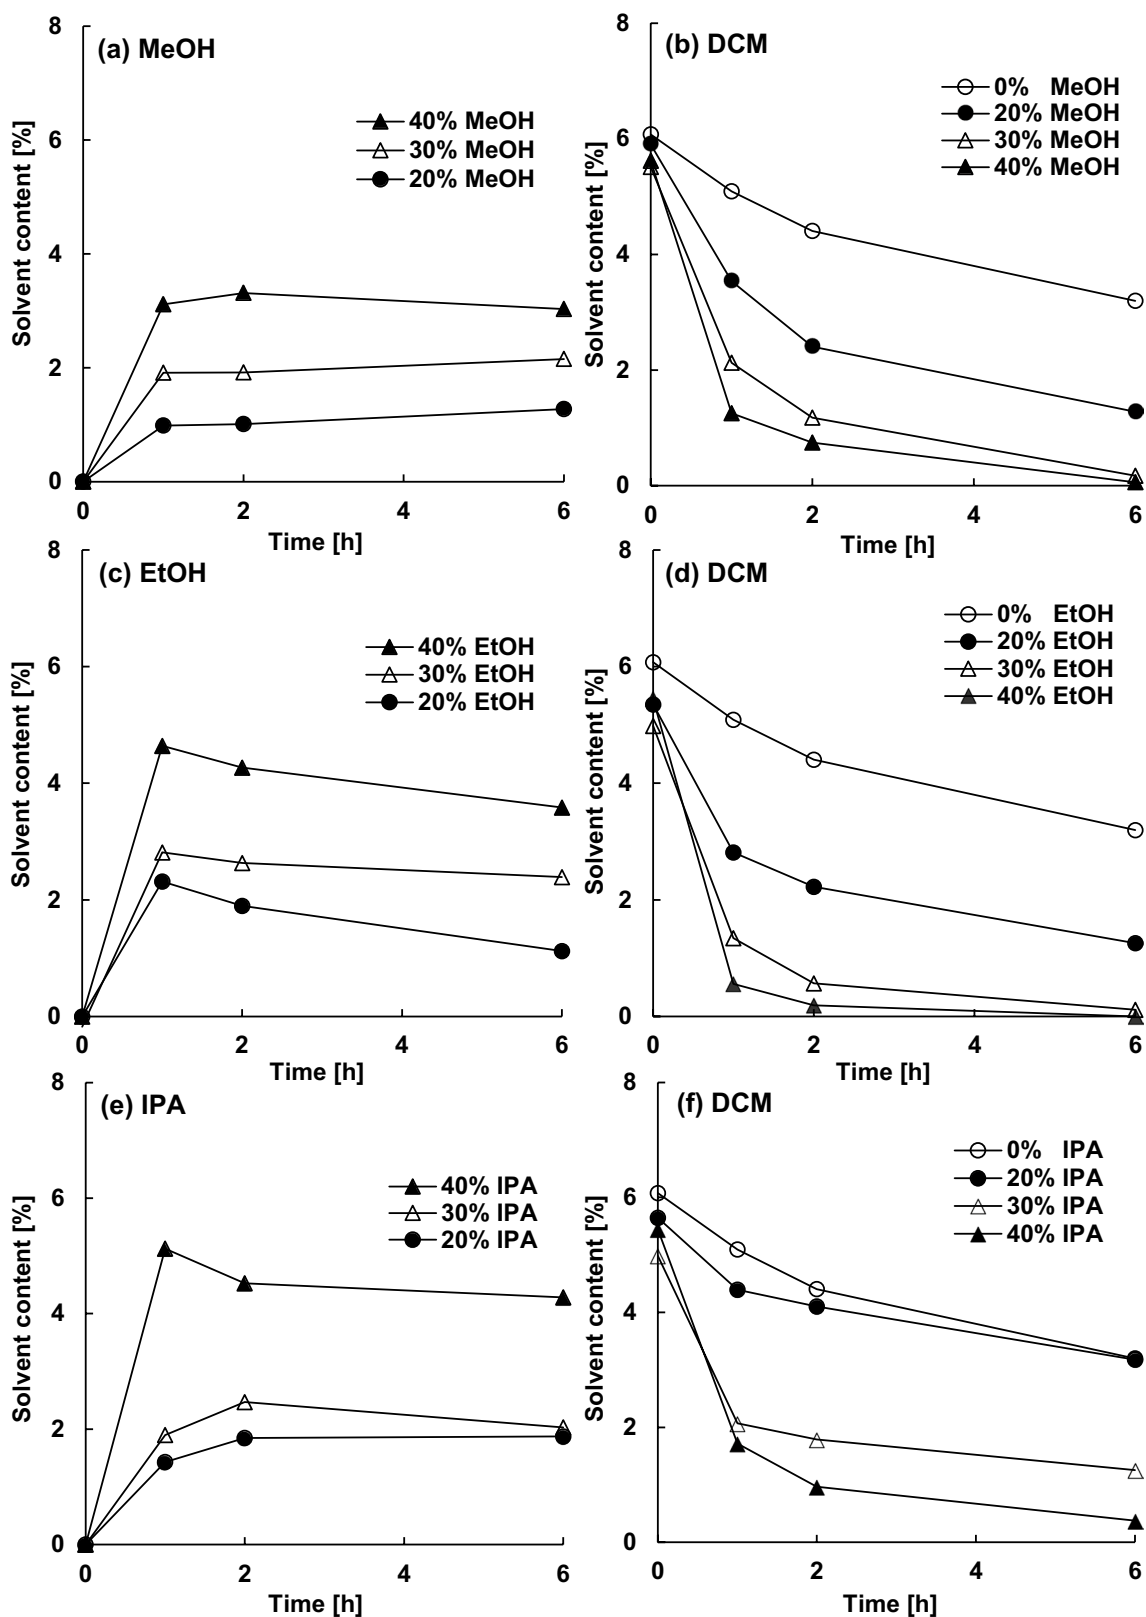 (a) MeOH
Solvent content [%]
8
6
4
2
0
40% MeOH
30% MeOH
20% MeOH
0 2 4 6
Time [h]
(b) DCM
Solvent content [%]
8
6
4
2
0
0% MeOH
20% MeOH
30% MeOH
40% MeOH
0 2 4 6
Time [h]
(c) EtOH
Solvent content [%]
8
6
4
2
0
40% EtOH
30% EtOH
20% EtOH
0 2 4 6
Time [h]
(d) DCM
Solvent content [%]
8
6
4
2
0
0% EtOH
20% EtOH
30% EtOH
40% EtOH
0 2 4 6
Time [h]
(e) IPA
Solvent content [%]
8
6
4
2
0
40% IPA
30% IPA
20% IPA
0 2 4 6
Time [h]
(f) DCM
Solvent content [%]
8
6
4
2
0
0% IPA
20% IPA
30% IPA
40% IPA
0 2 4 6
Time [h]